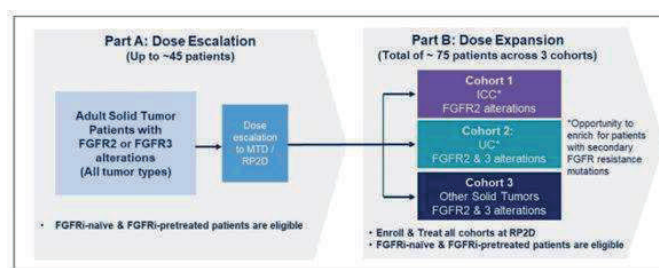 Part A: Dose Escalation
(Up to ~45 patients)
Adult Solid Tumor
Patients with
FGFR2 or FGFR3
alterations
(All tumor types)
Dose
escalation
to MTD /
RP2D
• FGFRi-naïve & FGFRi-pretreated patients are eligible
Part B: Dose Expansion
(Total of ~ 75 patients across 3 cohorts)
Cohort 1
ICC*
FGFR2 alterations
Cohort 2:
UC*
FGFR2 & 3 alterations
Cohort 3
Other Solid Tumors
FGFR2 & 3 alterations
*Opportunity to
enrich for patients
with secondary
FGFR resistance
mutations
• Enroll & Treat all cohorts at RP2D
• FGFRi-naïve & FGFRi-pretreated patients are eligible